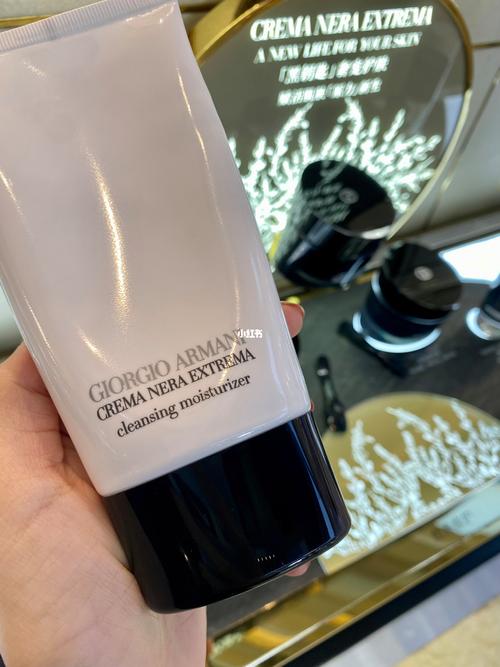 CREMA NERA EXTREMA
A NEW LIFE FOR YOUR SKIN
小红书
GIORGIO ARMANI
CREMA NERA EXTREMA
cleansing moisturizer